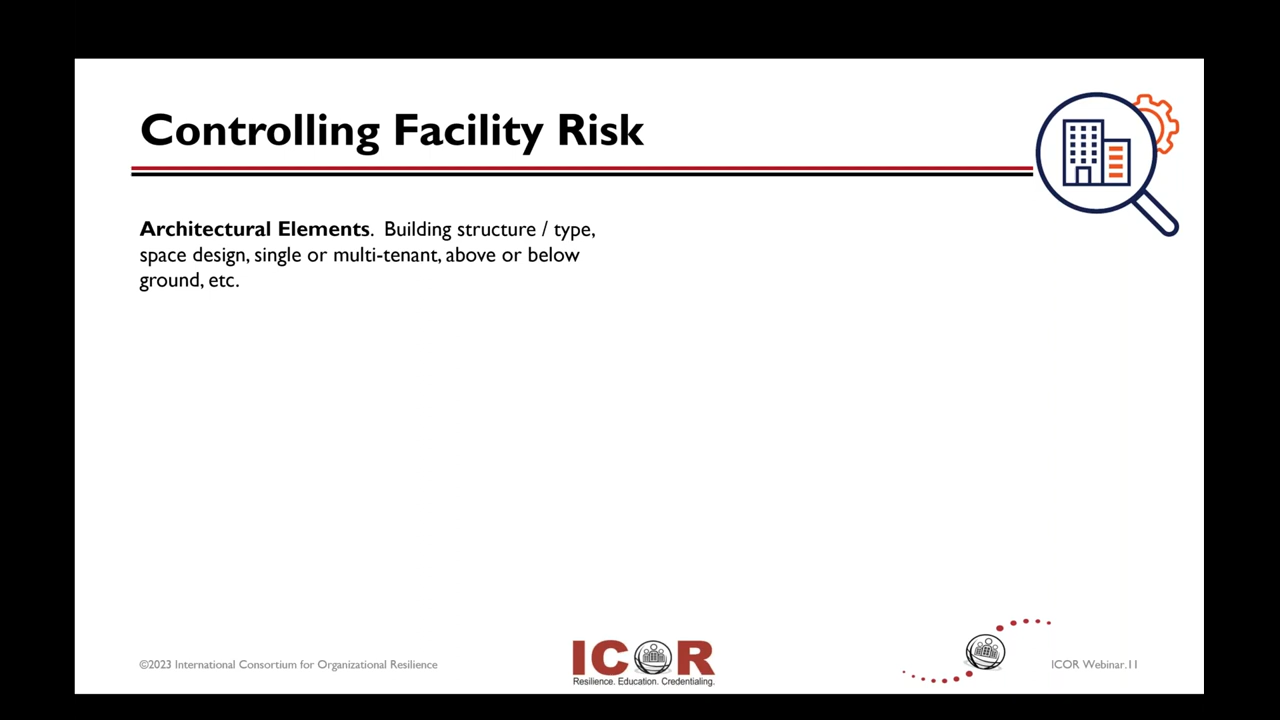 Controlling Facility Risk
Architectural Elements. Building structure / type,
space design, single or multi-tenant, above or below
ground, etc.
©2023 International Consortium for Organizational Resilience
ICOR
Resilience. Education. Credentialing.
ICOR Webinar.11